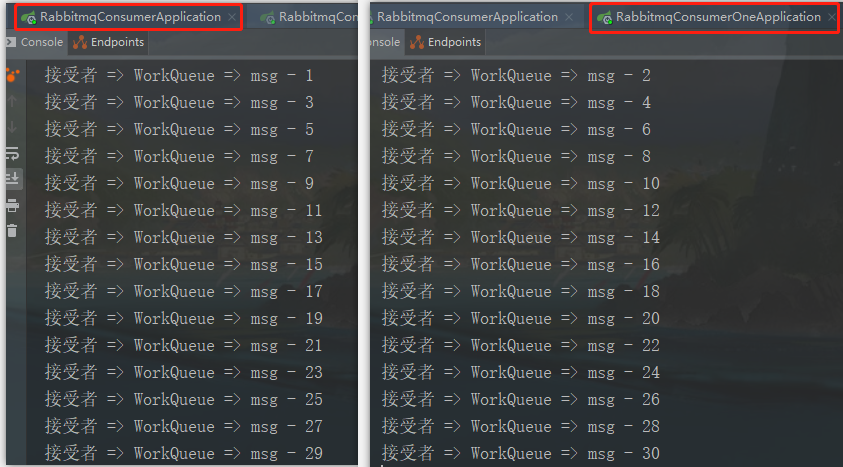 RabbitmqConsumerApplication × RabbitmqCon
Console Endpoints
接受者 => WorkQueue => msg - 1
接受者 => WorkQueue => msg - 3
接受者 => WorkQueue => msg - 5
接受者 => WorkQueue => msg - 7
接受者 => WorkQueue => msg - 9
接受者 => WorkQueue => msg - 11
接受者 => WorkQueue => msg - 13
接受者 => WorkQueue => msg - 15
接受者 => WorkQueue => msg - 17
接受者 => WorkQueue => msg - 19
接受者 => WorkQueue => msg - 21
接受者 => WorkQueue => msg - 23
接受者 => WorkQueue => msg - 25
接受者 => WorkQueue => msg - 27
接受者 => WorkQueue => msg - 29
RabbitmqConsumerApplication × RabbitmqConsumerOneApplication ×
onsole Endpoints
接受者 => WorkQueue => msg - 2
接受者 => WorkQueue => msg - 4
接受者 => WorkQueue => msg - 6
接受者 => WorkQueue => msg - 8
接受者 => WorkQueue => msg - 10
接受者 => WorkQueue => msg - 12
接受者 => WorkQueue => msg - 14
接受者 => WorkQueue => msg - 16
接受者 => WorkQueue => msg - 18
接受者 => WorkQueue => msg - 20
接受者 => WorkQueue => msg - 22
接受者 => WorkQueue => msg - 24
接受者 => WorkQueue => msg - 26
接受者 => WorkQueue => msg - 28
接受者 => WorkQueue => msg - 30